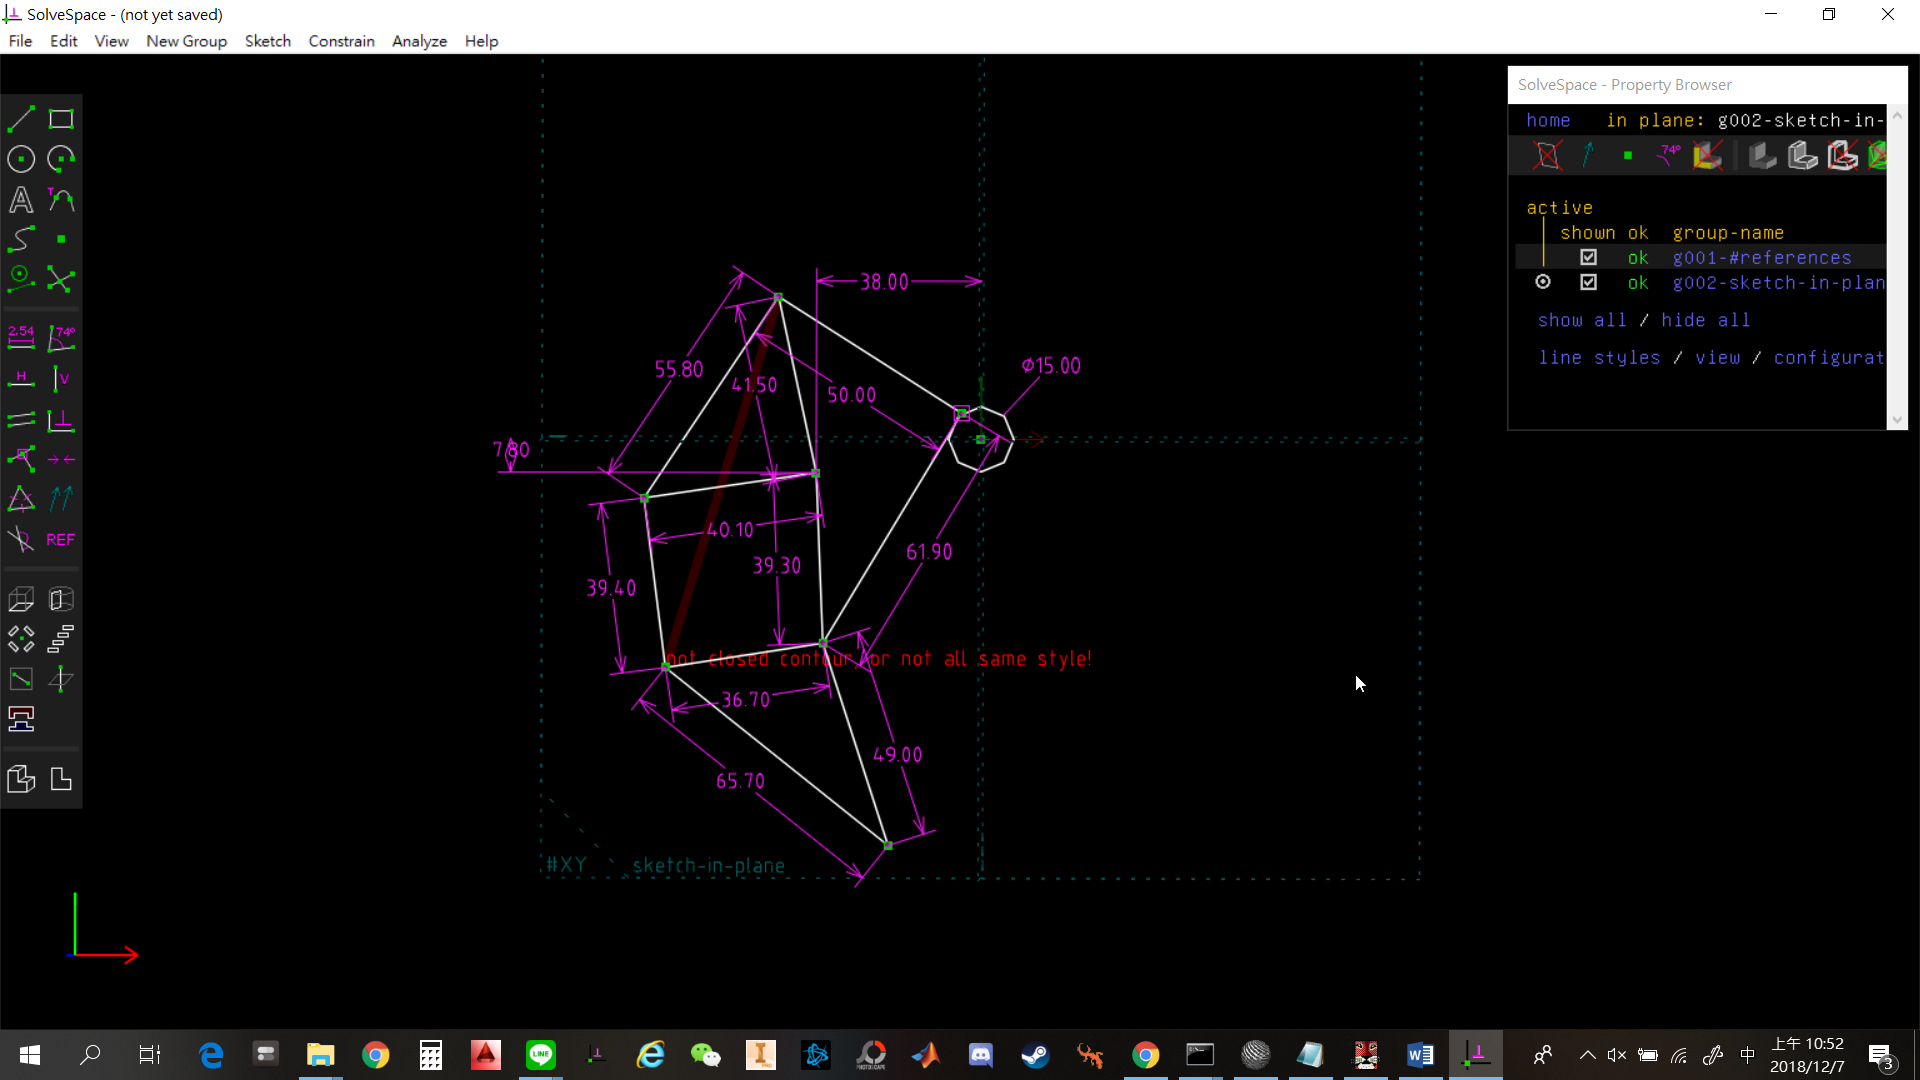 SolveSpace - (not yet saved)
File Edit View New Group Sketch Constrain Analyze Help
SolveSpace - Property Browser
home in plane: g002-sketch-in-
74°
active
shown ok group-name
ok g001-#references
ok g002-sketch-in-plan
show all / hide all
line styles / view / configurat
A
T
2.54 74°
H V
REF
38.00
55.80
41.50
50.00
Ø15.00
7.80
40.10
39.30
61.90
39.40
not closed contour, or not all same style!
36.70
49.00
65.70
#XY sketch-in-plane
LINE
PHOTOSCAPE
中
上午 10:52
2018/12/7
3